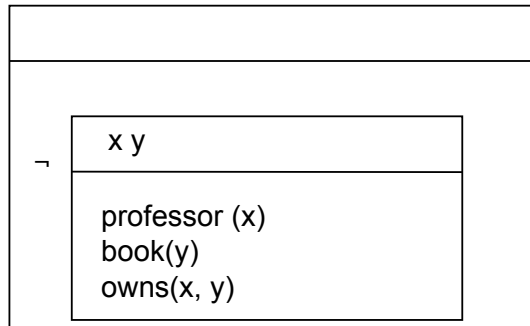 x y
¬
professor (x)
book(y)
owns(x, y)